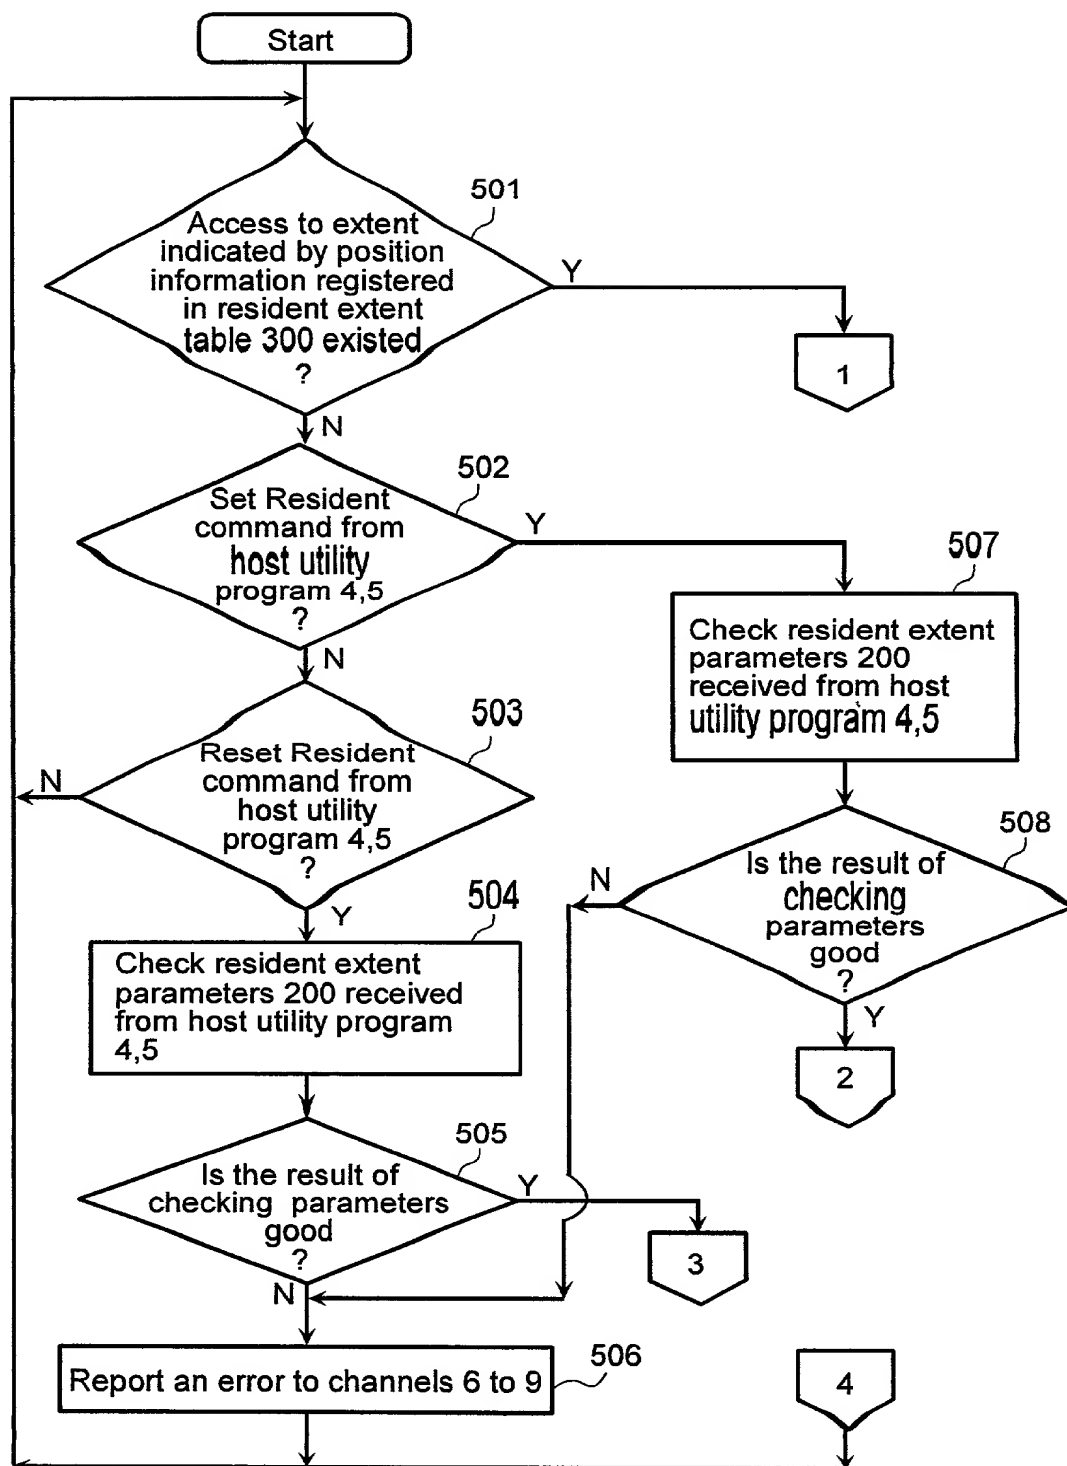 Start
501
Access to extent
indicated by position
information registered
in resident extent
table 300 existed
?
Y
1
N
502
Set Resident
command from
host utility
program 4,5
?
Y
507
Check resident extent
parameters 200
received from host
utility program 4,5
N
503
Reset Resident
command from
host utility
program 4,5
?
N
Y
508
Is the result of
checking
parameters
good
?
N
Y
2
504
Check resident extent
parameters 200 received
from host utility program
4,5
505
Is the result of
checking parameters
good
?
Y
3
N
506
Report an error to channels 6 to 9
4